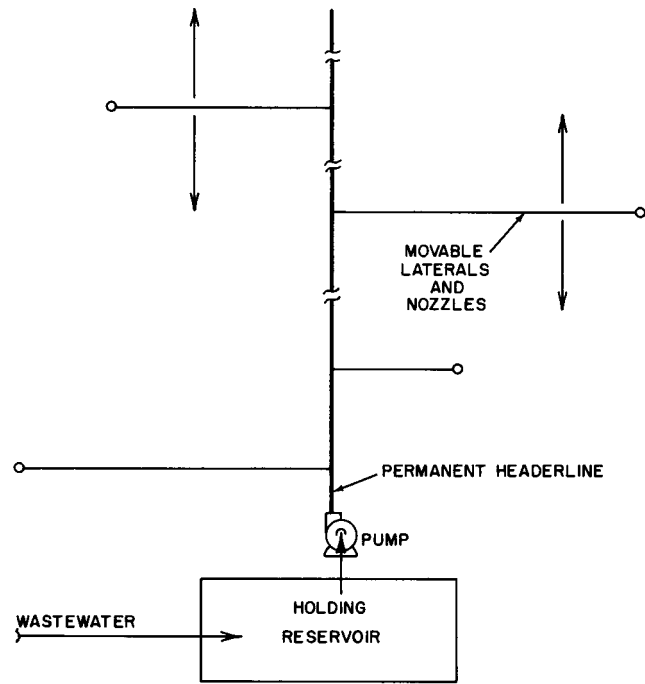 MOVABLE
LATERALS
AND
NOZZLES
PERMANENT HEADERLINE
PUMP
HOLDING
RESERVOIR
WASTEWATER